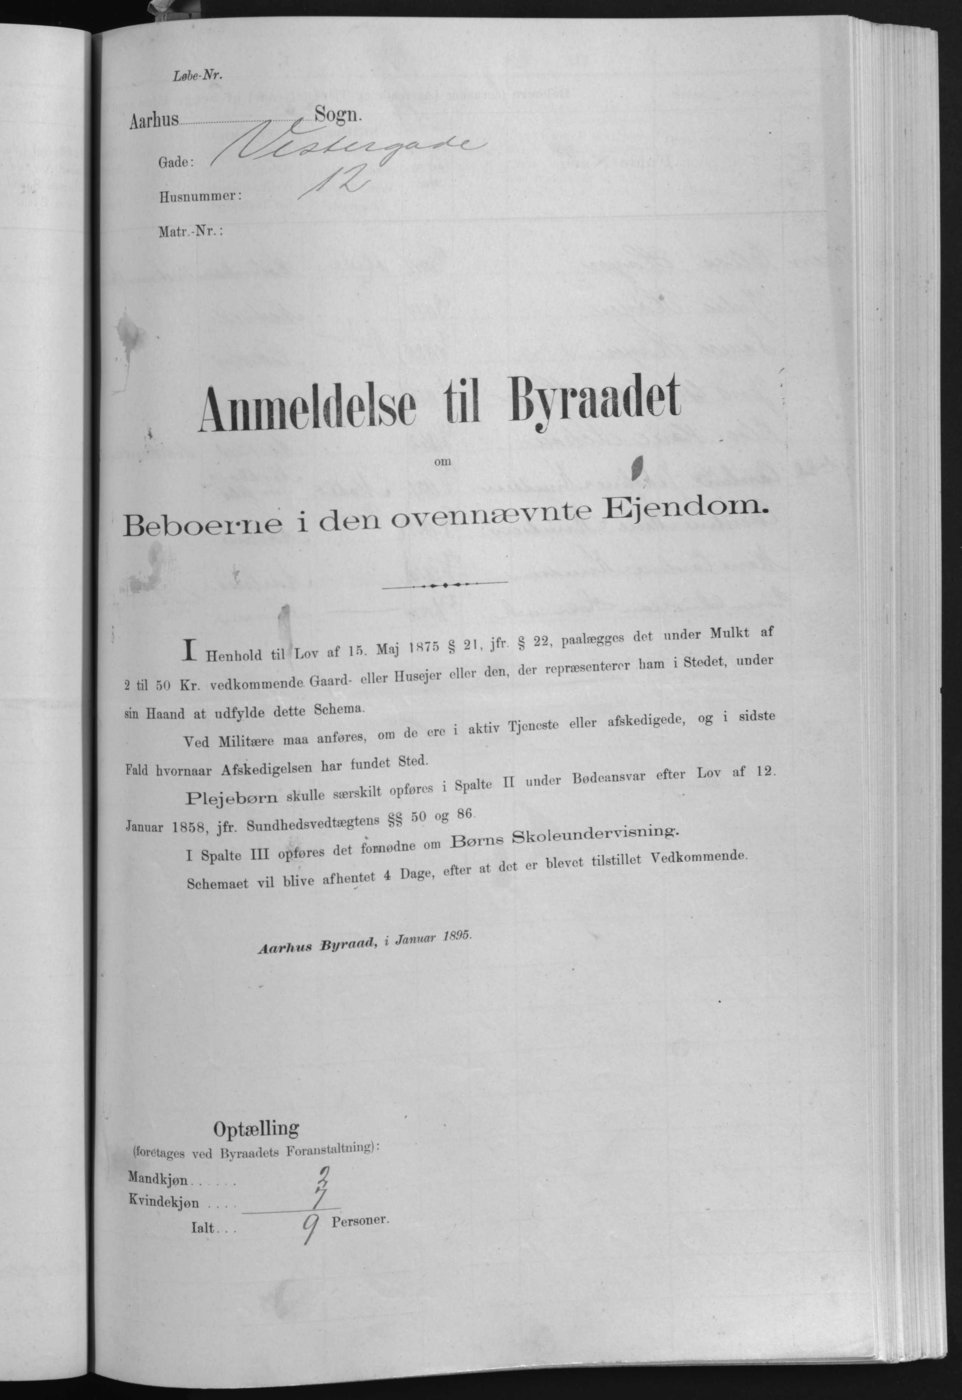 Løbe-Nr.
Aarhus Sogn.
Gade: Vestergade
Husnummer: 12
Matr.-Nr.:
Anmeldelse til Byraadet
om
Beboerne i den ovennævnte Ejendom.
I Henhold til Lov af 15. Maj 1875 § 21, jfr. § 22, paalægges det under Mulkt af
2 til 50 Kr. vedkommende Gaard- eller Husejer eller den, der repræsenterer ham i Stedet, under
sin Haand at udfylde dette Schema.
Ved Militære maa anføres, om de ere i aktiv Tjeneste eller afskedigede, og i sidste
Fald hvornaar Afskedigelsen har fundet Sted.
Plejebørn skulle særskilt opføres i Spalte II under Bødeansvar efter Lov af 12.
Januar 1858, jfr. Sundhedsvedtægtens §§ 50 og 86.
I Spalte III opføres det fornødne om Børns Skoleundervisning.
Schemaet vil blive afhentet 4 Dage, efter at det er blevet tilstillet Vedkommende.
Aarhus Byraad, i Januar 1895.
Optælling
(foretages ved Byraadets Foranstaltning):
Mandkjøn..... 2
Kvindekjøn.... 7
Ialt... 9 Personer.